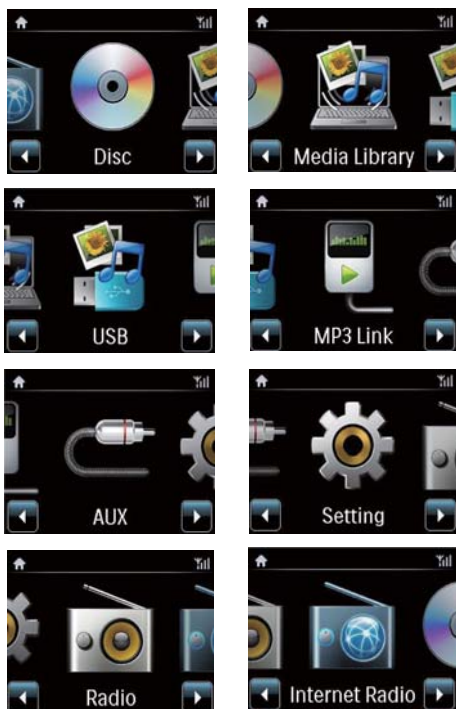 Disc
Media Library
USB
MP3 Link
AUX
Setting
Radio
Internet Radio